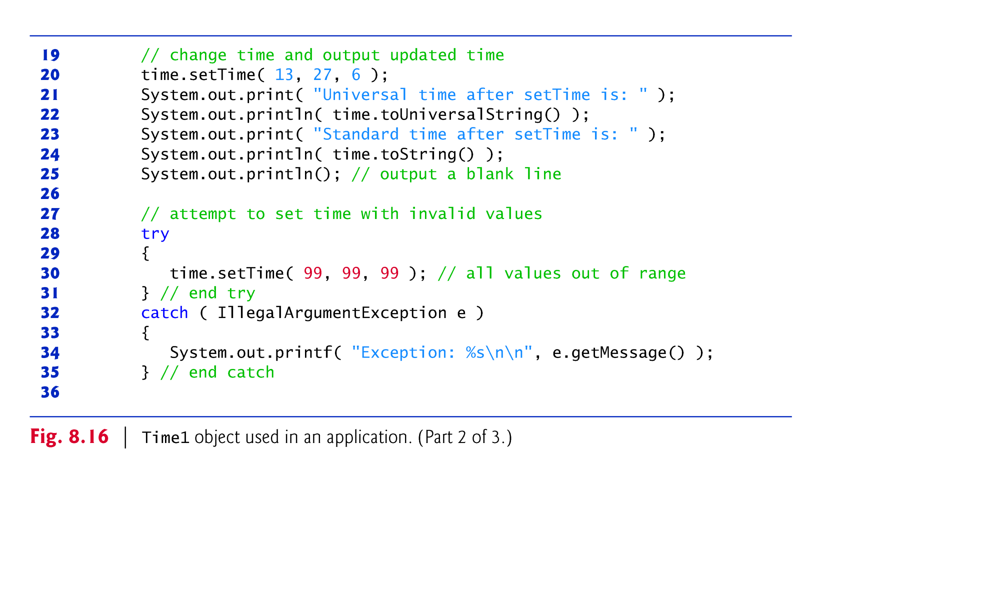 19 // change time and output updated time
20 time.setTime( 13, 27, 6 );
21 System.out.print( "Universal time after setTime is: " );
22 System.out.println( time.toUniversalString() );
23 System.out.print( "Standard time after setTime is: " );
24 System.out.println( time.toString() );
25 System.out.println(); // output a blank line
26
27 // attempt to set time with invalid values
28 try
29 {
30    time.setTime( 99, 99, 99 ); // all values out of range
31 } // end try
32 catch ( IllegalArgumentException e )
33 {
34    System.out.printf( "Exception: %s\n\n", e.getMessage() );
35 } // end catch
36
Fig. 8.16 | Time1 object used in an application. (Part 2 of 3.)